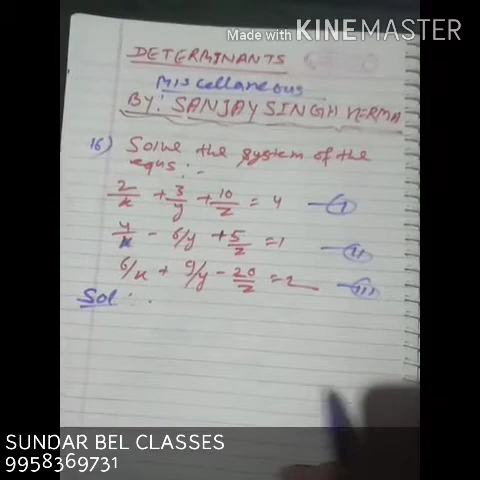 Made with KINEMASTER
DETERMINANTS
Miscellaneous
BY: SANJAY SINGH VERMA
16) Solve the system of the
equs :-
2/x + 3/y + 10/z = 4 —(I)
4/x - 6/y + 5/z = 1 —(II)
6/x + 9/y - 20/z = 2 —(III)
Sol :.
SUNDAR BEL CLASSES
9958369731